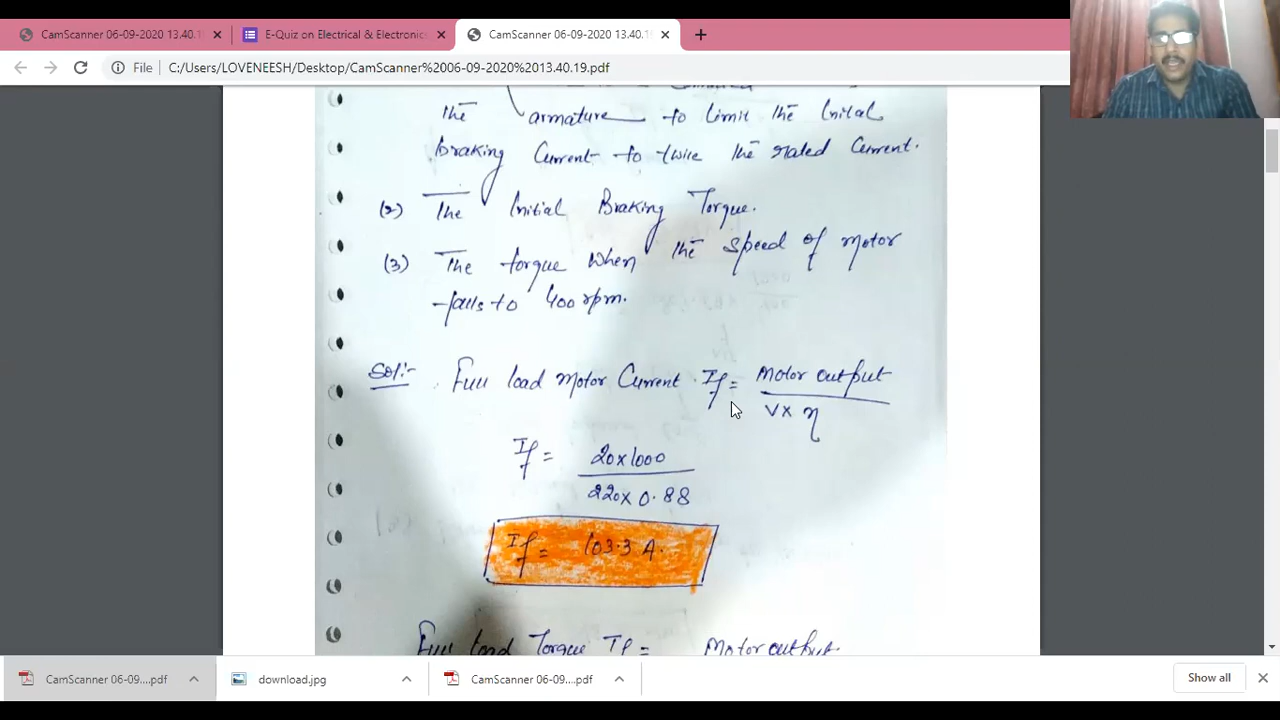 CamScanner 06-09-2020 13.40.1
E-Quiz on Electrical & Electronics
CamScanner 06-09-2020 13.40.19
File
C:/Users/LOVENEESH/Desktop/CamScanner%2006-09-2020%2013.40.19.pdf
The armature to limit the Initial
braking Current to twice the rated Current.
(2) The Initial Braking Torque.
(3) The torque when the speed of motor
falls to 400 rpm.
Sol:- Full load Motor Current If = Motor output
V x η
If = 20x1000
220x 0.88
If = 103.3 A.
Full Load Torque Tf = Motor output
CamScanner 06-09....pdf
download.jpg
CamScanner 06-09....pdf
Show all